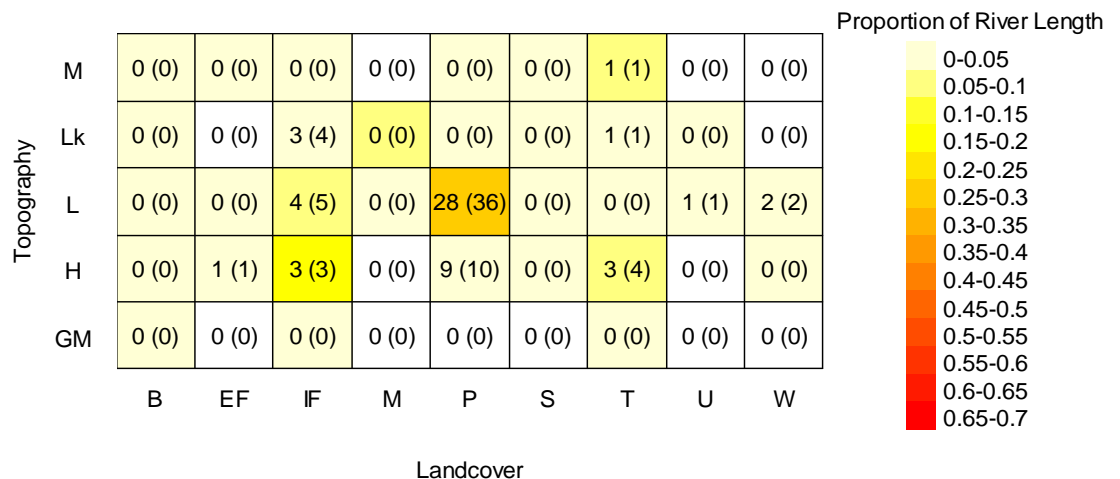 Proportion of River Length
0-0.05
0.05-0.1
0.1-0.15
0.15-0.2
0.2-0.25
0.25-0.3
0.3-0.35
0.35-0.4
0.4-0.45
0.45-0.5
0.5-0.55
0.55-0.6
0.6-0.65
0.65-0.7
Topography
M 0 (0) 0 (0) 0 (0) 0 (0) 0 (0) 0 (0) 1 (1) 0 (0) 0 (0)
Lk 0 (0) 0 (0) 3 (4) 0 (0) 0 (0) 0 (0) 1 (1) 0 (0) 0 (0)
L 0 (0) 0 (0) 4 (5) 0 (0) 28 (36) 0 (0) 0 (0) 1 (1) 2 (2)
H 0 (0) 1 (1) 3 (3) 0 (0) 9 (10) 0 (0) 3 (4) 0 (0) 0 (0)
GM 0 (0) 0 (0) 0 (0) 0 (0) 0 (0) 0 (0) 0 (0) 0 (0) 0 (0)
B EF IF M P S T U W
Landcover